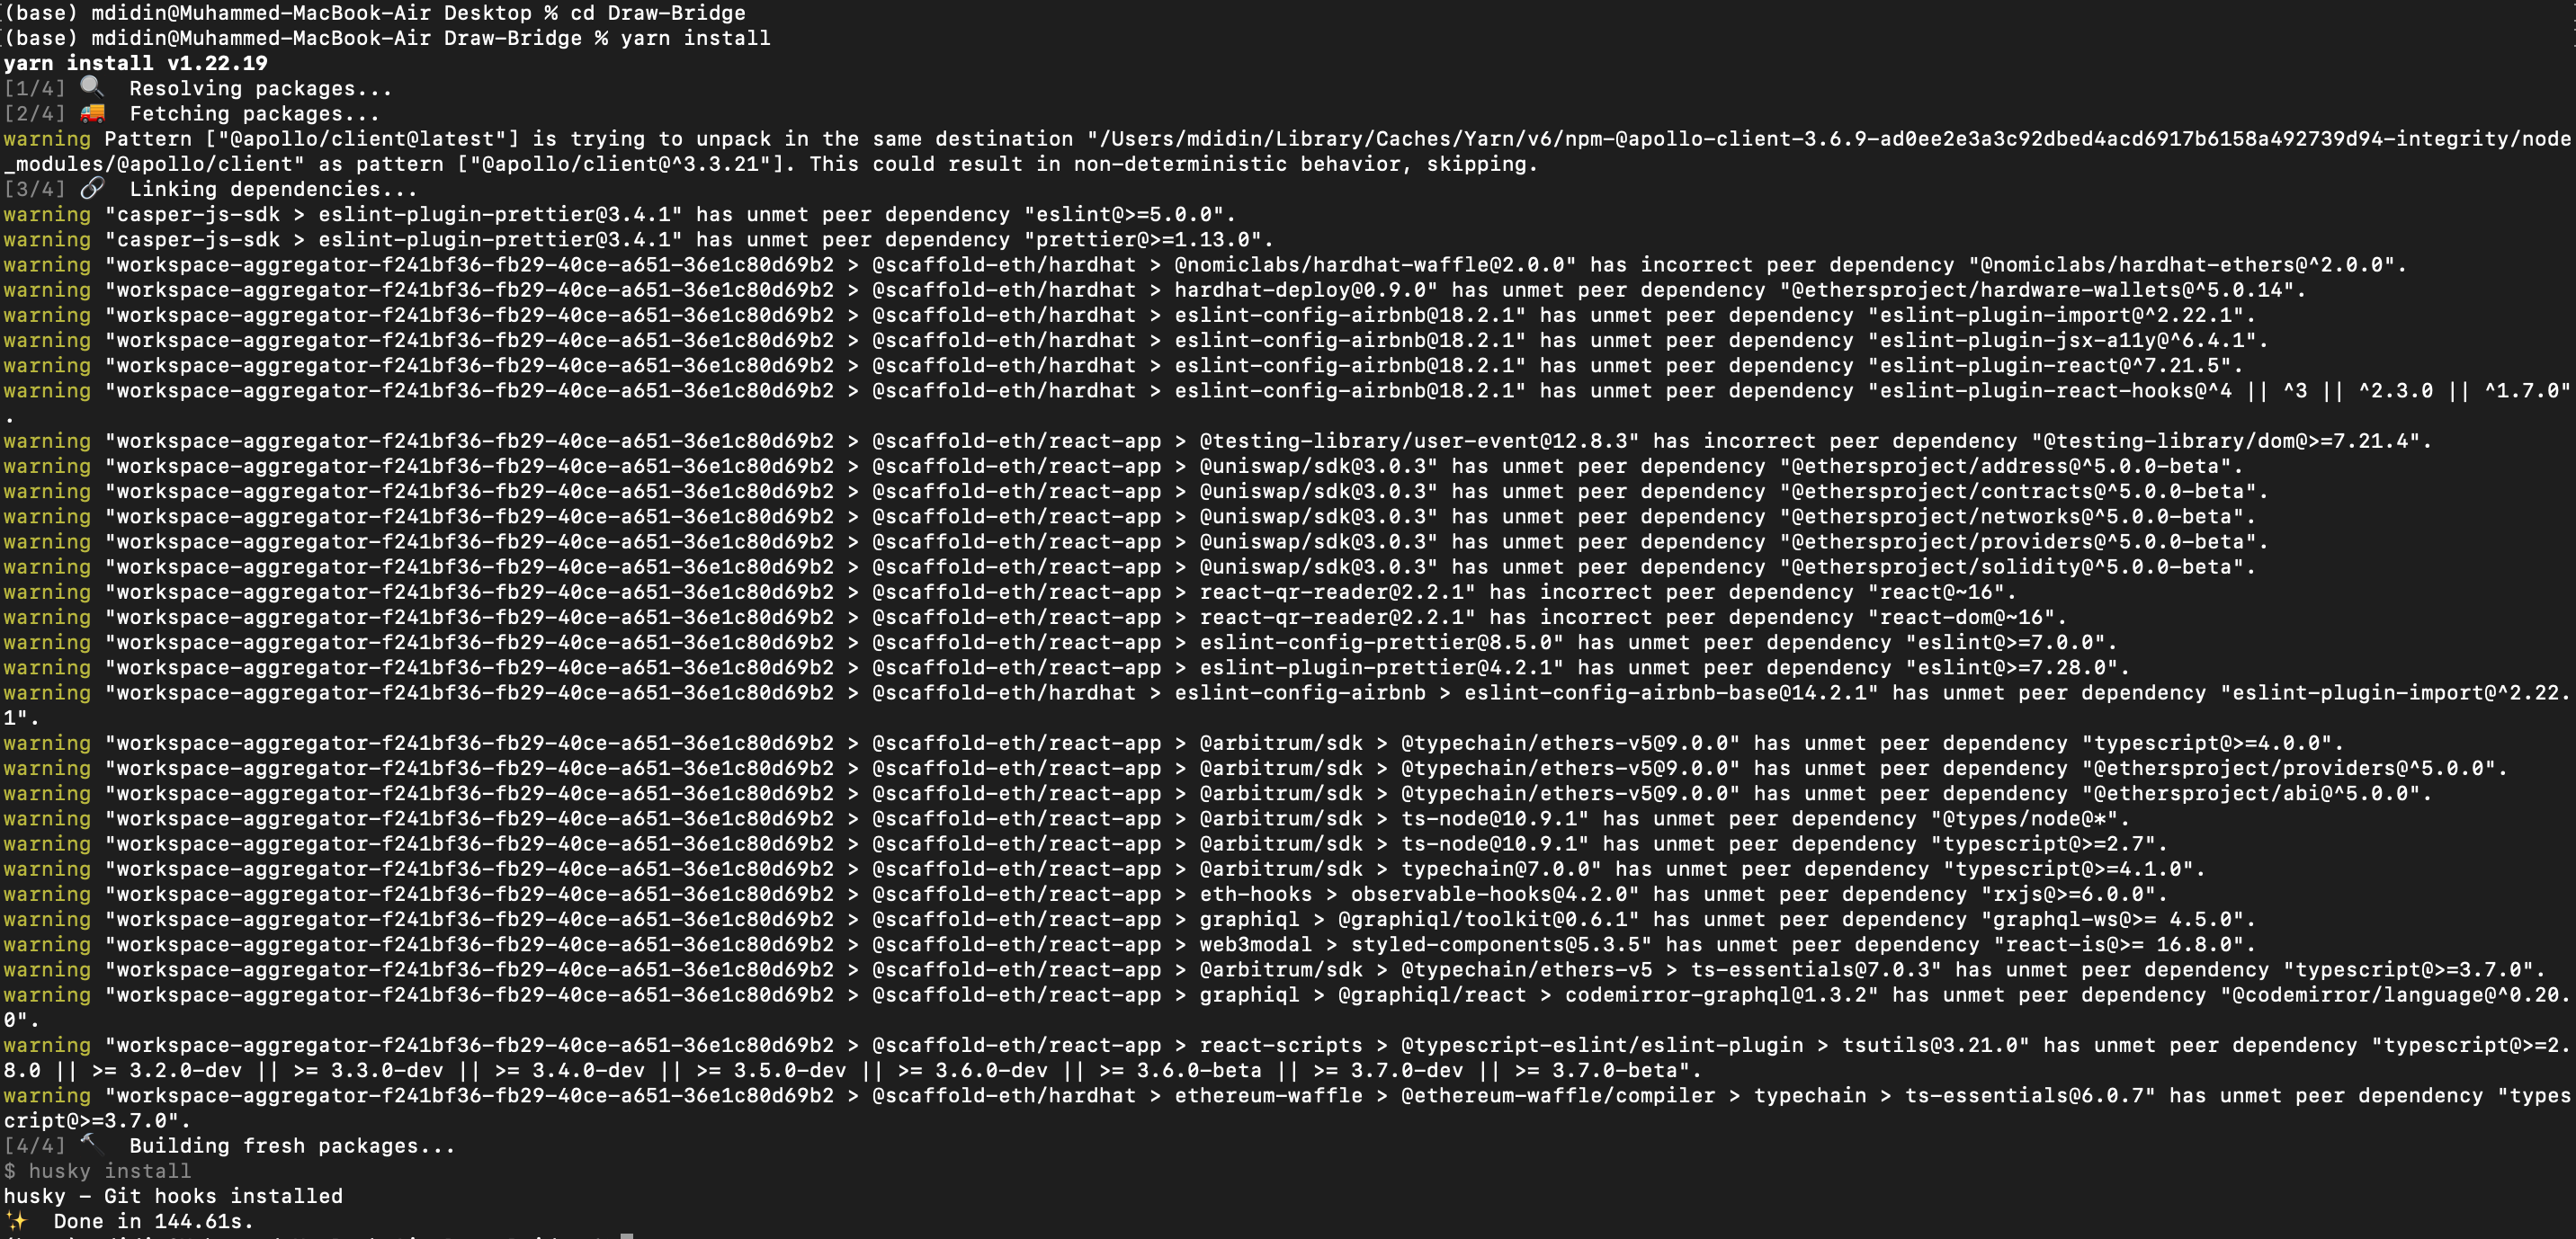 (base) mdidin@Muhammed-MacBook-Air Desktop % cd Draw-Bridge
(base) mdidin@Muhammed-MacBook-Air Draw-Bridge % yarn install
yarn install v1.22.19
[1/4] 🔍  Resolving packages...
[2/4] 🚚  Fetching packages...
warning Pattern ["@apollo/client@latest"] is trying to unpack in the same destination "/Users/mdidin/Library/Caches/Yarn/v6/npm-@apollo-client-3.6.9-ad0ee2e3a3c92dbed4acd6917b6158a492739d94-integrity/node
_modules/@apollo/client" as pattern ["@apollo/client@^3.3.21"]. This could result in non-deterministic behavior, skipping.
[3/4] 🔗  Linking dependencies...
warning "casper-js-sdk > eslint-plugin-prettier@3.4.1" has unmet peer dependency "eslint@>=5.0.0".
warning "casper-js-sdk > eslint-plugin-prettier@3.4.1" has unmet peer dependency "prettier@>=1.13.0".
warning "workspace-aggregator-f241bf36-fb29-40ce-a651-36e1c80d69b2 > @scaffold-eth/hardhat > @nomiclabs/hardhat-waffle@2.0.0" has incorrect peer dependency "@nomiclabs/hardhat-ethers@^2.0.0".
warning "workspace-aggregator-f241bf36-fb29-40ce-a651-36e1c80d69b2 > @scaffold-eth/hardhat > hardhat-deploy@0.9.0" has unmet peer dependency "@ethersproject/hardware-wallets@^5.0.14".
warning "workspace-aggregator-f241bf36-fb29-40ce-a651-36e1c80d69b2 > @scaffold-eth/hardhat > eslint-config-airbnb@18.2.1" has unmet peer dependency "eslint-plugin-import@^2.22.1".
warning "workspace-aggregator-f241bf36-fb29-40ce-a651-36e1c80d69b2 > @scaffold-eth/hardhat > eslint-config-airbnb@18.2.1" has unmet peer dependency "eslint-plugin-jsx-a11y@^6.4.1".
warning "workspace-aggregator-f241bf36-fb29-40ce-a651-36e1c80d69b2 > @scaffold-eth/hardhat > eslint-config-airbnb@18.2.1" has unmet peer dependency "eslint-plugin-react@^7.21.5".
warning "workspace-aggregator-f241bf36-fb29-40ce-a651-36e1c80d69b2 > @scaffold-eth/hardhat > eslint-config-airbnb@18.2.1" has unmet peer dependency "eslint-plugin-react-hooks@^4 || ^3 || ^2.3.0 || ^1.7.0"
.
warning "workspace-aggregator-f241bf36-fb29-40ce-a651-36e1c80d69b2 > @scaffold-eth/react-app > @testing-library/user-event@12.8.3" has incorrect peer dependency "@testing-library/dom@>=7.21.4".
warning "workspace-aggregator-f241bf36-fb29-40ce-a651-36e1c80d69b2 > @scaffold-eth/react-app > @uniswap/sdk@3.0.3" has unmet peer dependency "@ethersproject/address@^5.0.0-beta".
warning "workspace-aggregator-f241bf36-fb29-40ce-a651-36e1c80d69b2 > @scaffold-eth/react-app > @uniswap/sdk@3.0.3" has unmet peer dependency "@ethersproject/contracts@^5.0.0-beta".
warning "workspace-aggregator-f241bf36-fb29-40ce-a651-36e1c80d69b2 > @scaffold-eth/react-app > @uniswap/sdk@3.0.3" has unmet peer dependency "@ethersproject/networks@^5.0.0-beta".
warning "workspace-aggregator-f241bf36-fb29-40ce-a651-36e1c80d69b2 > @scaffold-eth/react-app > @uniswap/sdk@3.0.3" has unmet peer dependency "@ethersproject/providers@^5.0.0-beta".
warning "workspace-aggregator-f241bf36-fb29-40ce-a651-36e1c80d69b2 > @scaffold-eth/react-app > @uniswap/sdk@3.0.3" has unmet peer dependency "@ethersproject/solidity@^5.0.0-beta".
warning "workspace-aggregator-f241bf36-fb29-40ce-a651-36e1c80d69b2 > @scaffold-eth/react-app > react-qr-reader@2.2.1" has incorrect peer dependency "react@~16".
warning "workspace-aggregator-f241bf36-fb29-40ce-a651-36e1c80d69b2 > @scaffold-eth/react-app > react-qr-reader@2.2.1" has incorrect peer dependency "react-dom@~16".
warning "workspace-aggregator-f241bf36-fb29-40ce-a651-36e1c80d69b2 > @scaffold-eth/react-app > eslint-config-prettier@8.5.0" has unmet peer dependency "eslint@>=7.0.0".
warning "workspace-aggregator-f241bf36-fb29-40ce-a651-36e1c80d69b2 > @scaffold-eth/react-app > eslint-plugin-prettier@4.2.1" has unmet peer dependency "eslint@>=7.28.0".
warning "workspace-aggregator-f241bf36-fb29-40ce-a651-36e1c80d69b2 > @scaffold-eth/hardhat > eslint-config-airbnb > eslint-config-airbnb-base@14.2.1" has unmet peer dependency "eslint-plugin-import@^2.22.
1".
warning "workspace-aggregator-f241bf36-fb29-40ce-a651-36e1c80d69b2 > @scaffold-eth/react-app > @arbitrum/sdk > @typechain/ethers-v5@9.0.0" has unmet peer dependency "typescript@>=4.0.0".
warning "workspace-aggregator-f241bf36-fb29-40ce-a651-36e1c80d69b2 > @scaffold-eth/react-app > @arbitrum/sdk > @typechain/ethers-v5@9.0.0" has unmet peer dependency "@ethersproject/providers@^5.0.0".
warning "workspace-aggregator-f241bf36-fb29-40ce-a651-36e1c80d69b2 > @scaffold-eth/react-app > @arbitrum/sdk > @typechain/ethers-v5@9.0.0" has unmet peer dependency "@ethersproject/abi@^5.0.0".
warning "workspace-aggregator-f241bf36-fb29-40ce-a651-36e1c80d69b2 > @scaffold-eth/react-app > @arbitrum/sdk > ts-node@10.9.1" has unmet peer dependency "@types/node@*".
warning "workspace-aggregator-f241bf36-fb29-40ce-a651-36e1c80d69b2 > @scaffold-eth/react-app > @arbitrum/sdk > ts-node@10.9.1" has unmet peer dependency "typescript@>=2.7".
warning "workspace-aggregator-f241bf36-fb29-40ce-a651-36e1c80d69b2 > @scaffold-eth/react-app > @arbitrum/sdk > typechain@7.0.0" has unmet peer dependency "typescript@>=4.1.0".
warning "workspace-aggregator-f241bf36-fb29-40ce-a651-36e1c80d69b2 > @scaffold-eth/react-app > eth-hooks > observable-hooks@4.2.0" has unmet peer dependency "rxjs@>=6.0.0".
warning "workspace-aggregator-f241bf36-fb29-40ce-a651-36e1c80d69b2 > @scaffold-eth/react-app > graphiql > @graphiql/toolkit@0.6.1" has unmet peer dependency "graphql-ws@>= 4.5.0".
warning "workspace-aggregator-f241bf36-fb29-40ce-a651-36e1c80d69b2 > @scaffold-eth/react-app > web3modal > styled-components@5.3.5" has unmet peer dependency "react-is@>= 16.8.0".
warning "workspace-aggregator-f241bf36-fb29-40ce-a651-36e1c80d69b2 > @scaffold-eth/react-app > @arbitrum/sdk > @typechain/ethers-v5 > ts-essentials@7.0.3" has unmet peer dependency "typescript@>=3.7.0".
warning "workspace-aggregator-f241bf36-fb29-40ce-a651-36e1c80d69b2 > @scaffold-eth/react-app > graphiql > @graphiql/react > codemirror-graphql@1.3.2" has unmet peer dependency "@codemirror/language@^0.20.
0".
warning "workspace-aggregator-f241bf36-fb29-40ce-a651-36e1c80d69b2 > @scaffold-eth/react-app > react-scripts > @typescript-eslint/eslint-plugin > tsutils@3.21.0" has unmet peer dependency "typescript@>=2.
8.0 || >= 3.2.0-dev || >= 3.3.0-dev || >= 3.4.0-dev || >= 3.5.0-dev || >= 3.6.0-dev || >= 3.6.0-beta || >= 3.7.0-dev || >= 3.7.0-beta".
warning "workspace-aggregator-f241bf36-fb29-40ce-a651-36e1c80d69b2 > @scaffold-eth/hardhat > ethereum-waffle > @ethereum-waffle/compiler > typechain > ts-essentials@6.0.7" has unmet peer dependency "types
cript@>=3.7.0".
[4/4] 🔨  Building fresh packages...
$ husky install
husky - Git hooks installed
✨  Done in 144.61s.